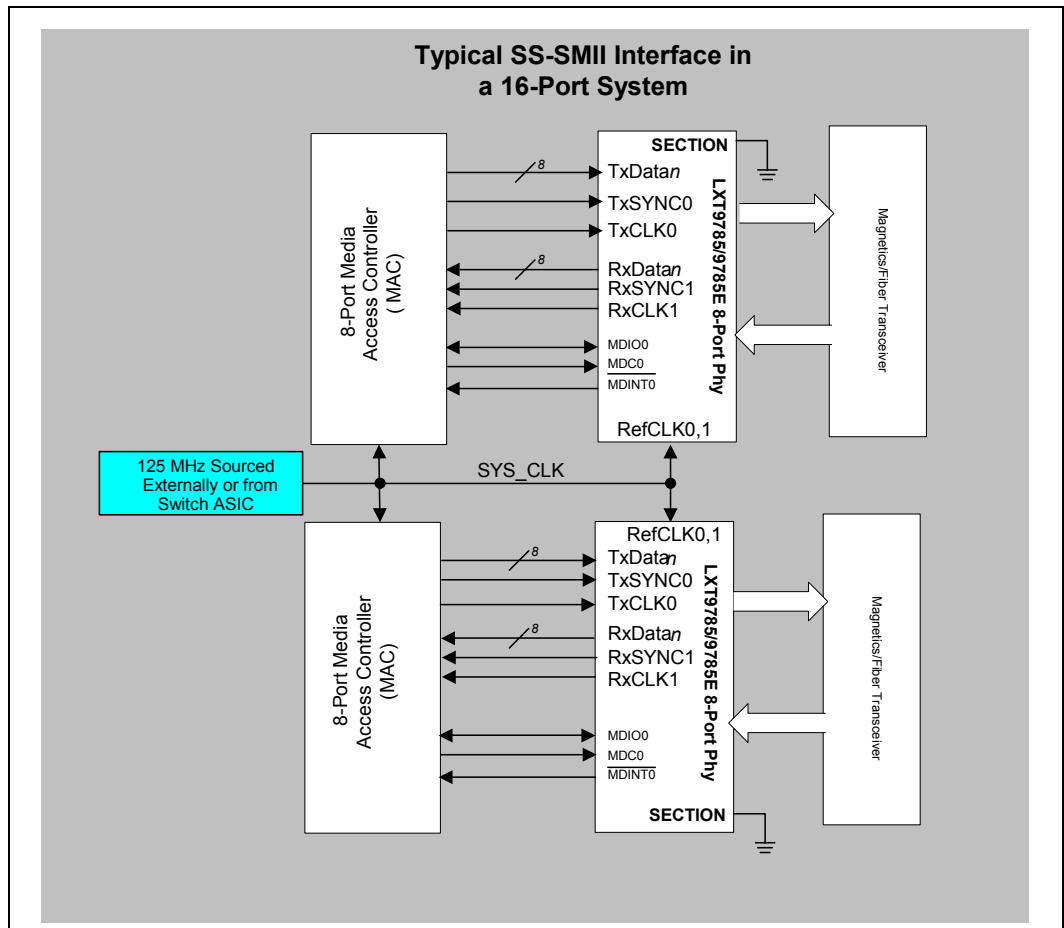 Typical SS-SMII Interface in
a 16-Port System
8-Port Media
Access Controller
( MAC)
8
8
SECTION
TxDatan
TxSYNC0
TxCLK0
RxDatan
RxSYNC1
RxCLK1
MDIO0
MDC0
MDINT0
RefCLK0,1
LXT9785/9785E 8-Port Phy
Magnetics/Fiber Transceiver
125 MHz Sourced
Externally or from
Switch ASIC
SYS_CLK
8-Port Media
Access Controller
(MAC)
8
8
RefCLK0,1
TxDatan
TxSYNC0
TxCLK0
RxDatan
RxSYNC1
RxCLK1
MDIO0
MDC0
MDINT0
SECTION
LXT9785/9785E 8-Port Phy
Magnetics/Fiber Transceiver